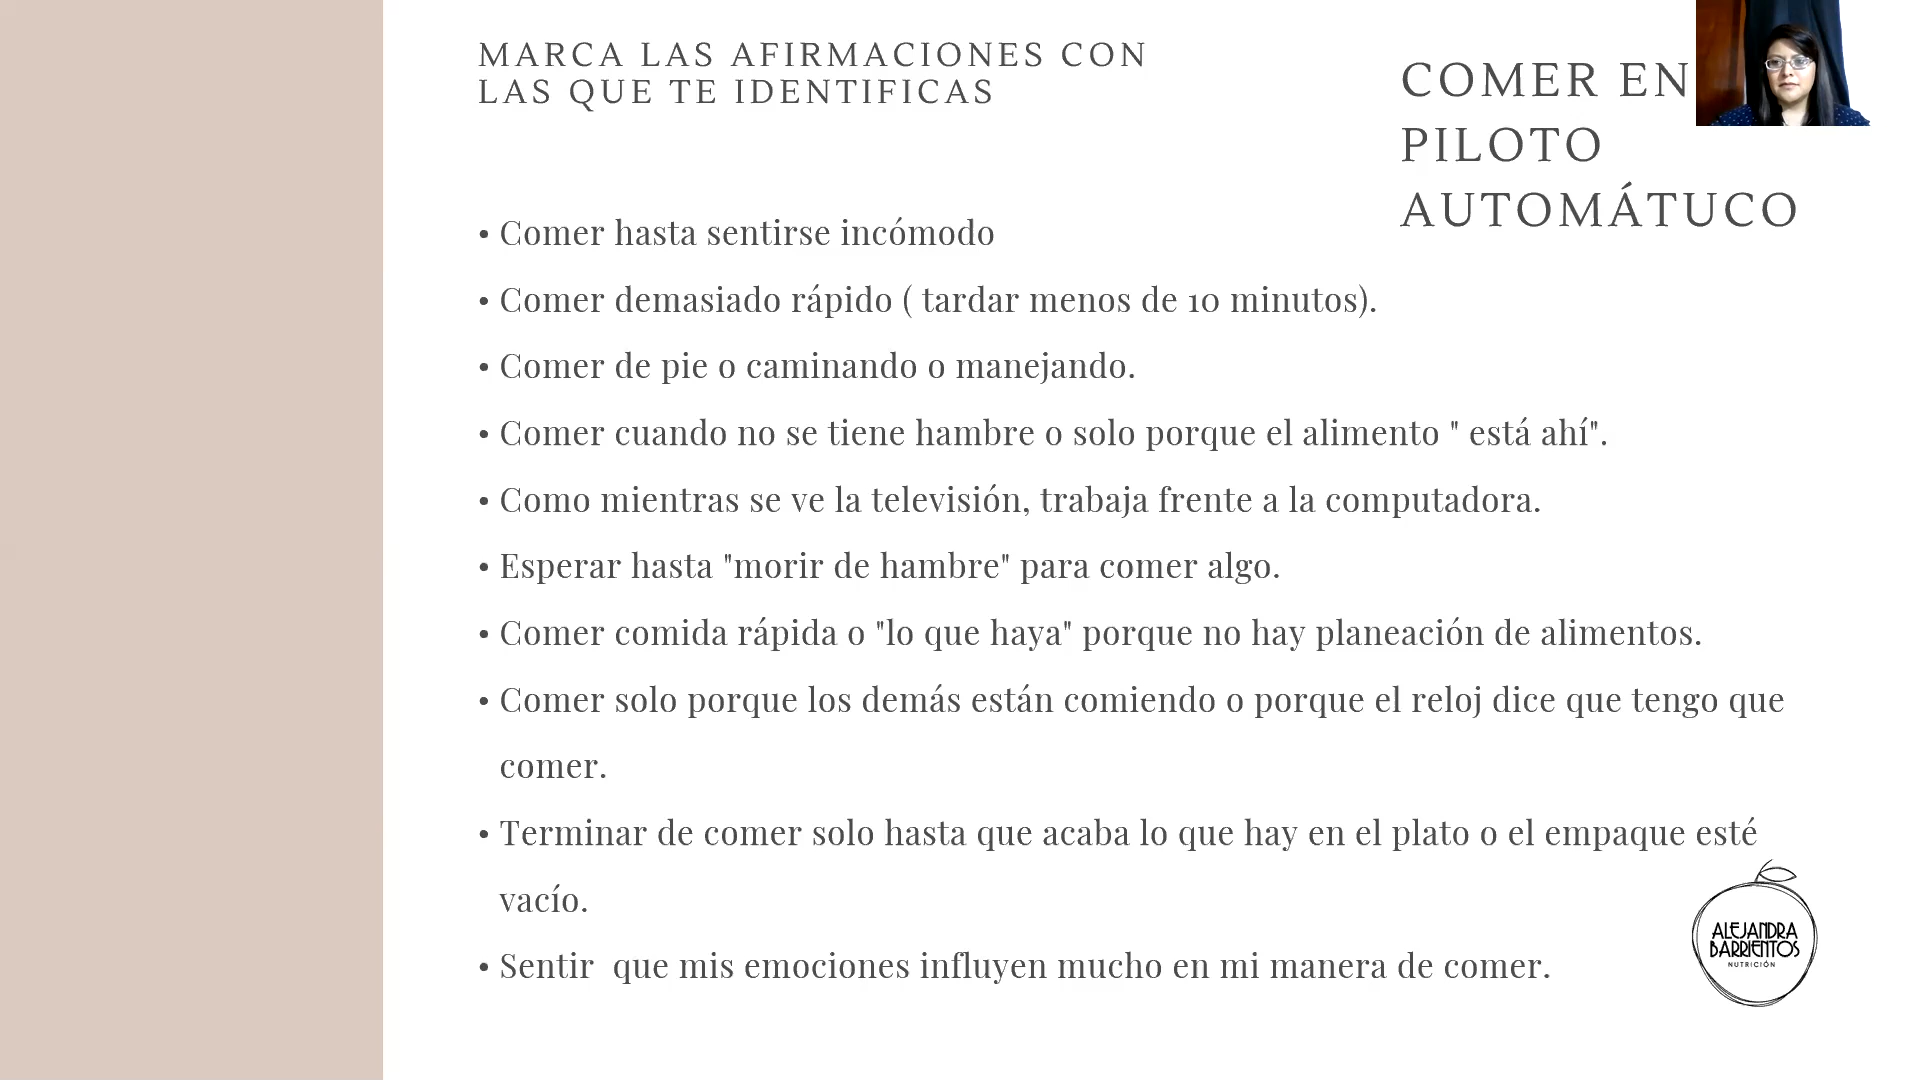 MARCA LAS AFIRMACIONES CON
LAS QUE TE IDENTIFICAS
COMER EN
PILOTO
AUTOMÁTUCO
• Comer hasta sentirse incómodo
• Comer demasiado rápido ( tardar menos de 10 minutos).
• Comer de pie o caminando o manejando.
• Comer cuando no se tiene hambre o solo porque el alimento " está ahí".
• Como mientras se ve la televisión, trabaja frente a la computadora.
• Esperar hasta "morir de hambre" para comer algo.
• Comer comida rápida o "lo que haya" porque no hay planeación de alimentos.
• Comer solo porque los demás están comiendo o porque el reloj dice que tengo que
comer.
• Terminar de comer solo hasta que acaba lo que hay en el plato o el empaque esté
vacío.
• Sentir  que mis emociones influyen mucho en mi manera de comer.
ALEJANDRA
BARRIENTOS
NUTRICIÓN